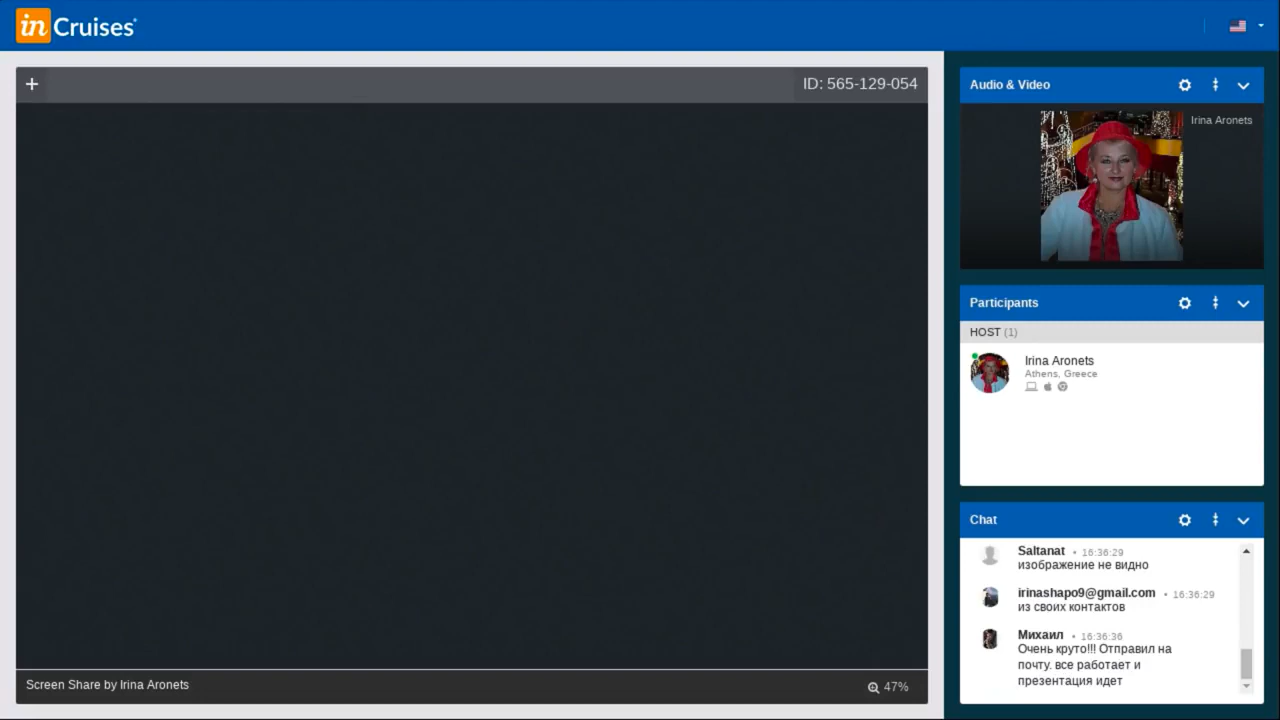 in Cruises
ID: 565-129-054
Audio & Video
Irina Aronets
Participants
HOST (1)
Irina Aronets
Athens, Greece
Chat
Saltanat • 16:36:29
изображение не видно
irinashapo9@gmail.com • 16:36:29
из своих контактов
Михаил • 16:36:36
Очень круто!!! Отправил на
почту. все работает и
презентация идет
Screen Share by Irina Aronets
47%